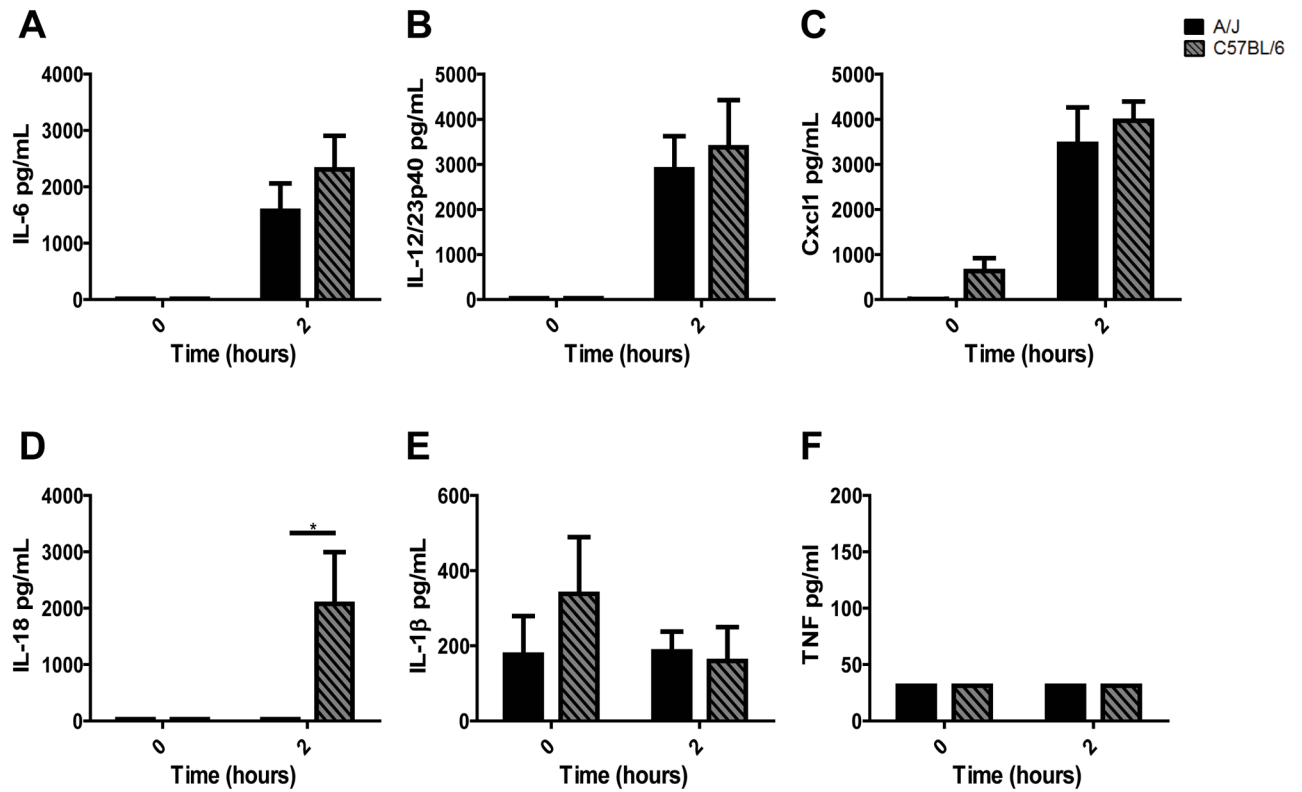 A
B
C
A/J
C57BL/6
IL-6 pg/mL
4000
3000
2000
1000
0
0
2
Time (hours)
IL-12/23p40 pg/mL
5000
4000
3000
2000
1000
0
0
2
Time (hours)
Cxcl1 pg/mL
5000
4000
3000
2000
1000
0
0
2
Time (hours)
D
E
F
IL-18 pg/mL
4000
3000
2000
1000
0
*
0
2
Time (hours)
IL-1β pg/mL
600
400
200
0
0
2
Time (hours)
TNF pg/ml
200
150
100
50
0
0
2
Time (hours)